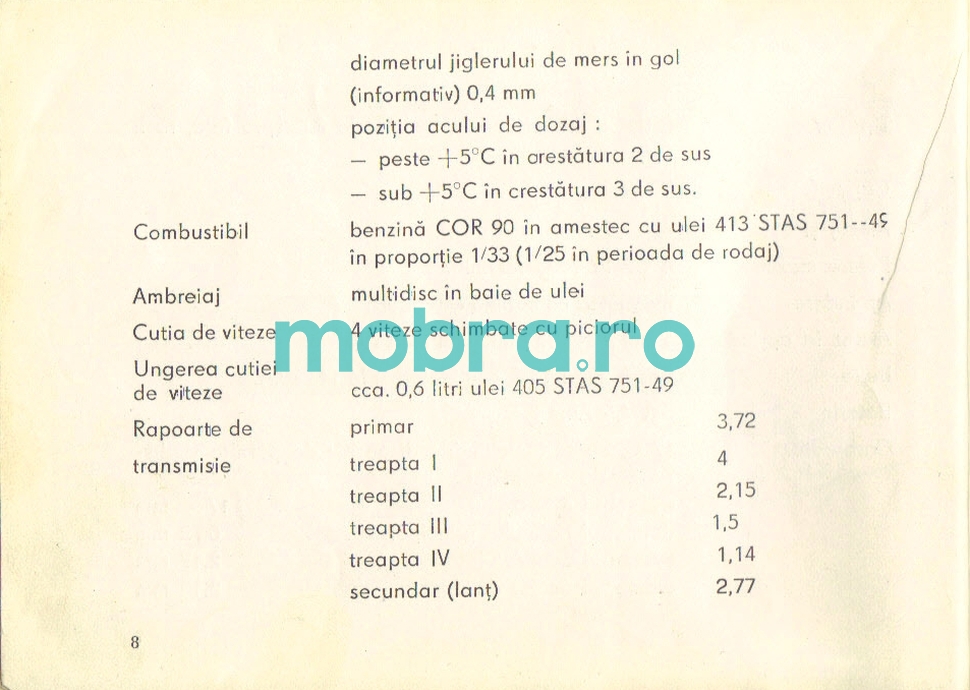 diametrul jiglerului de mers in gol
(informativ) 0,4 mm
poziția acului de dozaj :
— peste +5°C în arestătura 2 de sus
— sub +5°C în crestătura 3 de sus.
Combustibil benzină COR 90 în amestec cu ulei 413 STAS 751--49
în proporție 1/33 (1/25 în perioada de rodaj)
Ambreiaj multidisc în baie de ulei
Cutia de viteze 4 viteze schimbate cu piciorul
mobra.ro
Ungerea cutiei
de viteze cca. 0,6 litri ulei 405 STAS 751-49
Rapoarte de primar 3,72
transmisie treapta I 4
treapta II 2,15
treapta III 1,5
treapta IV 1,14
secundar (lanț) 2,77
8